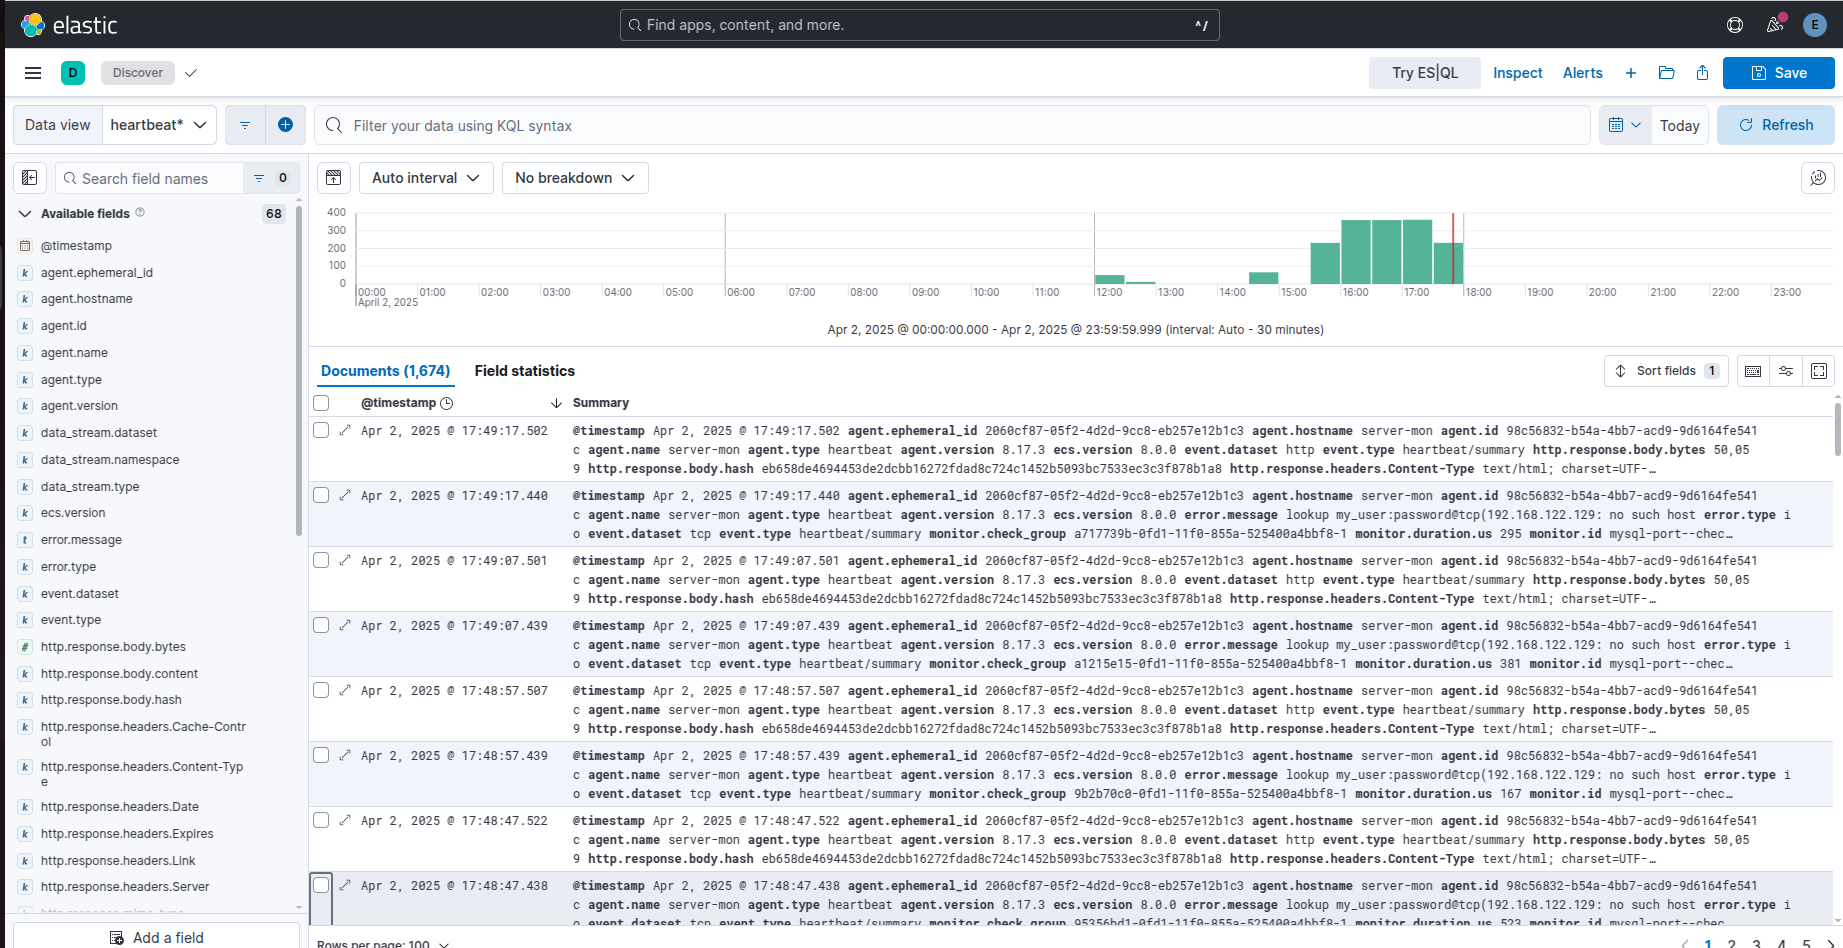 elastic
Find apps, content, and more.
^/
E
D
Discover
Try ES|QL
Inspect
Alerts
Save
Data view
heartbeat*
Filter your data using KQL syntax
Today
Refresh
Search field names
0
Auto interval
No breakdown
Available fields
68
@timestamp
agent.ephemeral_id
agent.hostname
agent.id
agent.name
agent.type
agent.version
data_stream.dataset
data_stream.namespace
data_stream.type
ecs.version
error.message
error.type
event.dataset
event.type
http.response.body.bytes
http.response.body.content
http.response.body.hash
http.response.headers.Cache-Contr
ol
http.response.headers.Content-Typ
e
http.response.headers.Date
http.response.headers.Expires
http.response.headers.Link
http.response.headers.Server
Add a field
400
300
200
100
0
00:00 01:00 02:00 03:00 04:00 05:00 06:00 07:00 08:00 09:00 10:00 11:00 12:00 13:00 14:00 15:00 16:00 17:00 18:00 19:00 20:00 21:00 22:00 23:00
April 2, 2025
Apr 2, 2025 @ 00:00:00.000 - Apr 2, 2025 @ 23:59:59.999 (interval: Auto - 30 minutes)
Documents (1,674)
Field statistics
Sort fields 1
@timestamp
Summary
Apr 2, 2025 @ 17:49:17.502
@timestamp Apr 2, 2025 @ 17:49:17.502 agent.ephemeral_id 2060cf87-05f2-4d2d-9cc8-eb257e12b1c3 agent.hostname server-mon agent.id 98c56832-b54a-4bb7-acd9-9d6164fe541
c agent.name server-mon agent.type heartbeat agent.version 8.17.3 ecs.version 8.0.0 event.dataset http event.type heartbeat/summary http.response.body.bytes 50,05
9 http.response.body.hash eb658de4694453de2dcbb16272fdad8c724c1452b5093bc7533ec3c3f878b1a8 http.response.headers.Content-Type text/html; charset=UTF-…
Apr 2, 2025 @ 17:49:17.440
@timestamp Apr 2, 2025 @ 17:49:17.440 agent.ephemeral_id 2060cf87-05f2-4d2d-9cc8-eb257e12b1c3 agent.hostname server-mon agent.id 98c56832-b54a-4bb7-acd9-9d6164fe541
c agent.name server-mon agent.type heartbeat agent.version 8.17.3 ecs.version 8.0.0 error.message lookup my_user:password@tcp(192.168.122.129: no such host error.type i
o event.dataset tcp event.type heartbeat/summary monitor.check_group a717739b-0fd1-11f0-855a-525400a4bbf8-1 monitor.duration.us 295 monitor.id mysql-port--chec…
Apr 2, 2025 @ 17:49:07.501
@timestamp Apr 2, 2025 @ 17:49:07.501 agent.ephemeral_id 2060cf87-05f2-4d2d-9cc8-eb257e12b1c3 agent.hostname server-mon agent.id 98c56832-b54a-4bb7-acd9-9d6164fe541
c agent.name server-mon agent.type heartbeat agent.version 8.17.3 ecs.version 8.0.0 event.dataset http event.type heartbeat/summary http.response.body.bytes 50,05
9 http.response.body.hash eb658de4694453de2dcbb16272fdad8c724c1452b5093bc7533ec3c3f878b1a8 http.response.headers.Content-Type text/html; charset=UTF-…
Apr 2, 2025 @ 17:49:07.439
@timestamp Apr 2, 2025 @ 17:49:07.439 agent.ephemeral_id 2060cf87-05f2-4d2d-9cc8-eb257e12b1c3 agent.hostname server-mon agent.id 98c56832-b54a-4bb7-acd9-9d6164fe541
c agent.name server-mon agent.type heartbeat agent.version 8.17.3 ecs.version 8.0.0 error.message lookup my_user:password@tcp(192.168.122.129: no such host error.type i
o event.dataset tcp event.type heartbeat/summary monitor.check_group a1215e15-0fd1-11f0-855a-525400a4bbf8-1 monitor.duration.us 381 monitor.id mysql-port--chec…
Apr 2, 2025 @ 17:48:57.507
@timestamp Apr 2, 2025 @ 17:48:57.507 agent.ephemeral_id 2060cf87-05f2-4d2d-9cc8-eb257e12b1c3 agent.hostname server-mon agent.id 98c56832-b54a-4bb7-acd9-9d6164fe541
c agent.name server-mon agent.type heartbeat agent.version 8.17.3 ecs.version 8.0.0 event.dataset http event.type heartbeat/summary http.response.body.bytes 50,05
9 http.response.body.hash eb658de4694453de2dcbb16272fdad8c724c1452b5093bc7533ec3c3f878b1a8 http.response.headers.Content-Type text/html; charset=UTF-…
Apr 2, 2025 @ 17:48:57.439
@timestamp Apr 2, 2025 @ 17:48:57.439 agent.ephemeral_id 2060cf87-05f2-4d2d-9cc8-eb257e12b1c3 agent.hostname server-mon agent.id 98c56832-b54a-4bb7-acd9-9d6164fe541
c agent.name server-mon agent.type heartbeat agent.version 8.17.3 ecs.version 8.0.0 error.message lookup my_user:password@tcp(192.168.122.129: no such host error.type i
o event.dataset tcp event.type heartbeat/summary monitor.check_group 9b2b70c0-0fd1-11f0-855a-525400a4bbf8-1 monitor.duration.us 167 monitor.id mysql-port--chec…
Apr 2, 2025 @ 17:48:47.522
@timestamp Apr 2, 2025 @ 17:48:47.522 agent.ephemeral_id 2060cf87-05f2-4d2d-9cc8-eb257e12b1c3 agent.hostname server-mon agent.id 98c56832-b54a-4bb7-acd9-9d6164fe541
c agent.name server-mon agent.type heartbeat agent.version 8.17.3 ecs.version 8.0.0 event.dataset http event.type heartbeat/summary http.response.body.bytes 50,05
9 http.response.body.hash eb658de4694453de2dcbb16272fdad8c724c1452b5093bc7533ec3c3f878b1a8 http.response.headers.Content-Type text/html; charset=UTF-…
Apr 2, 2025 @ 17:48:47.438
@timestamp Apr 2, 2025 @ 17:48:47.438 agent.ephemeral_id 2060cf87-05f2-4d2d-9cc8-eb257e12b1c3 agent.hostname server-mon agent.id 98c56832-b54a-4bb7-acd9-9d6164fe541
c agent.name server-mon agent.type heartbeat agent.version 8.17.3 ecs.version 8.0.0 error.message lookup my_user:password@tcp(192.168.122.129: no such host error.type i
o event.dataset tcp event.type heartbeat/summary monitor.check_group 95356bd1-0fd1-11f0-855a-525400a4bbf8-1 monitor.duration.us 523 monitor.id mysql-port--chec…
Rows per page: 100
1 2 3 4 5